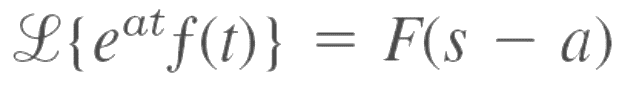 ℒ{e^{at} f(t)} = F(s − a)